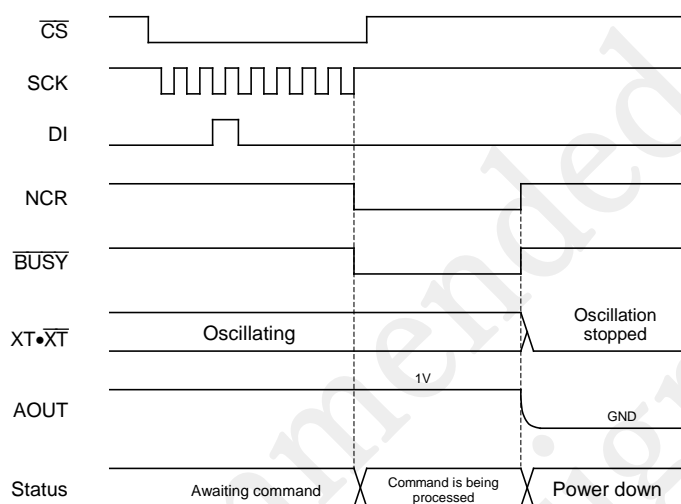 CS
SCK
DI
NCR
BUSY
XT●XT
Oscillating
Oscillation
stopped
1V
AOUT
GND
Status
Awaiting command
Command is being
processed
Power down